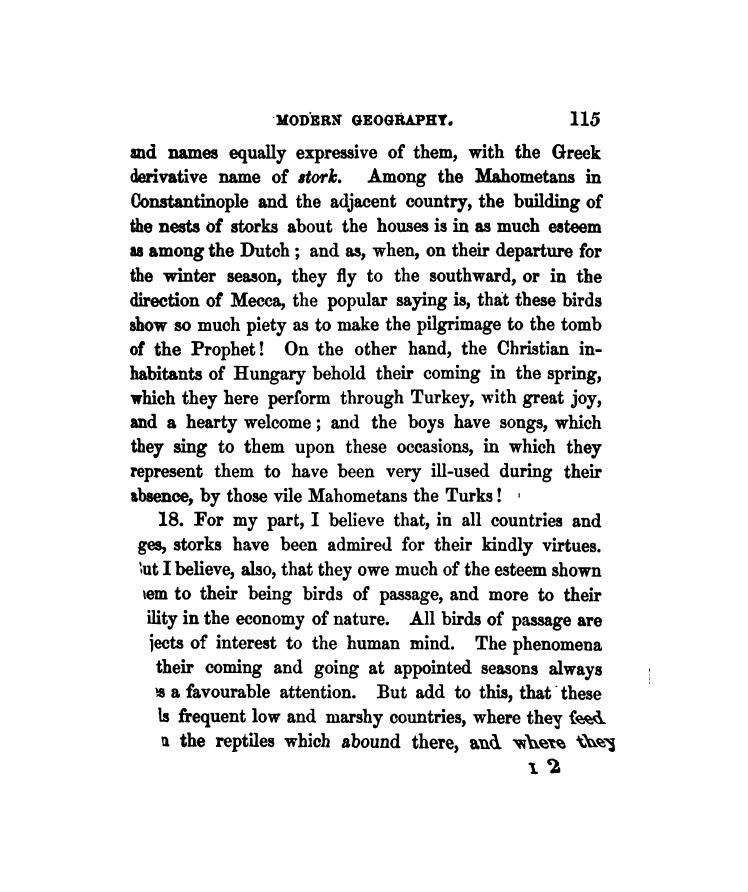 MODERN GEOGRAPHY. 115
and names equally expressive of them, with the Greek
derivative name of stork. Among the Mahometans in
Constantinople and the adjacent country, the building of
the nests of storks about the houses is in as much esteem
as among the Dutch; and as, when, on their departure for
the winter season, they fly to the southward, or in the
direction of Mecca, the popular saying is, that these birds
show so much piety as to make the pilgrimage to the tomb
of the Prophet! On the other hand, the Christian in-
habitants of Hungary behold their coming in the spring,
which they here perform through Turkey, with great joy,
and a hearty welcome; and the boys have songs, which
they sing to them upon these occasions, in which they
represent them to have been very ill-used during their
absence, by those vile Mahometans the Turks!
18. For my part, I believe that, in all countries and
ges, storks have been admired for their kindly virtues.
ut I believe, also, that they owe much of the esteem shown
em to their being birds of passage, and more to their
ility in the economy of nature. All birds of passage are
jects of interest to the human mind. The phenomena
their coming and going at appointed seasons always
s a favourable attention. But add to this, that these
ls frequent low and marshy countries, where they feed
n the reptiles which abound there, and where they
I 2